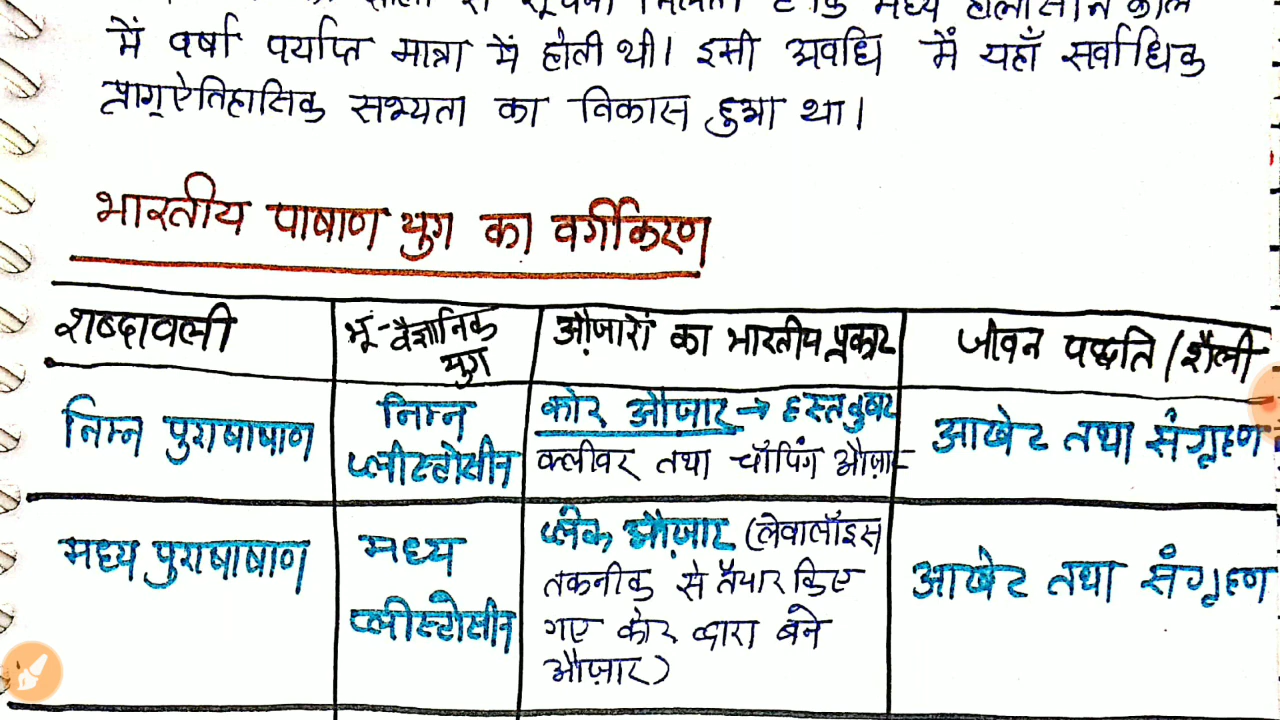 मध्य होलोसीन काल
में वर्षा पर्याप्त मात्रा में होती थी। इसी अवधि में यहाँ सर्वाधिक
प्राग्ऐतिहासिक सभ्यता का विकास हुआ था।
भारतीय पाषाण युग का वर्गीकरण
शब्दावली
भू-वैज्ञानिक
युग
औज़ारों का भारतीय प्रकार
जीवन पद्धति/शैली
निम्न पुरापाषाण
निम्न
प्लीस्टोसीन
कोर औज़ार → हस्तकुठार
क्लीवर तथा चॉपिंग औज़ार
आखेट तथा संग्रहण
मध्य पुरापाषाण
मध्य
प्लीस्टोसीन
फ्लेक औज़ार (लेवालॉइस
तकनीक से तैयार किए
गए कोर द्वारा बने
औज़ार)
आखेट तथा संग्रहण